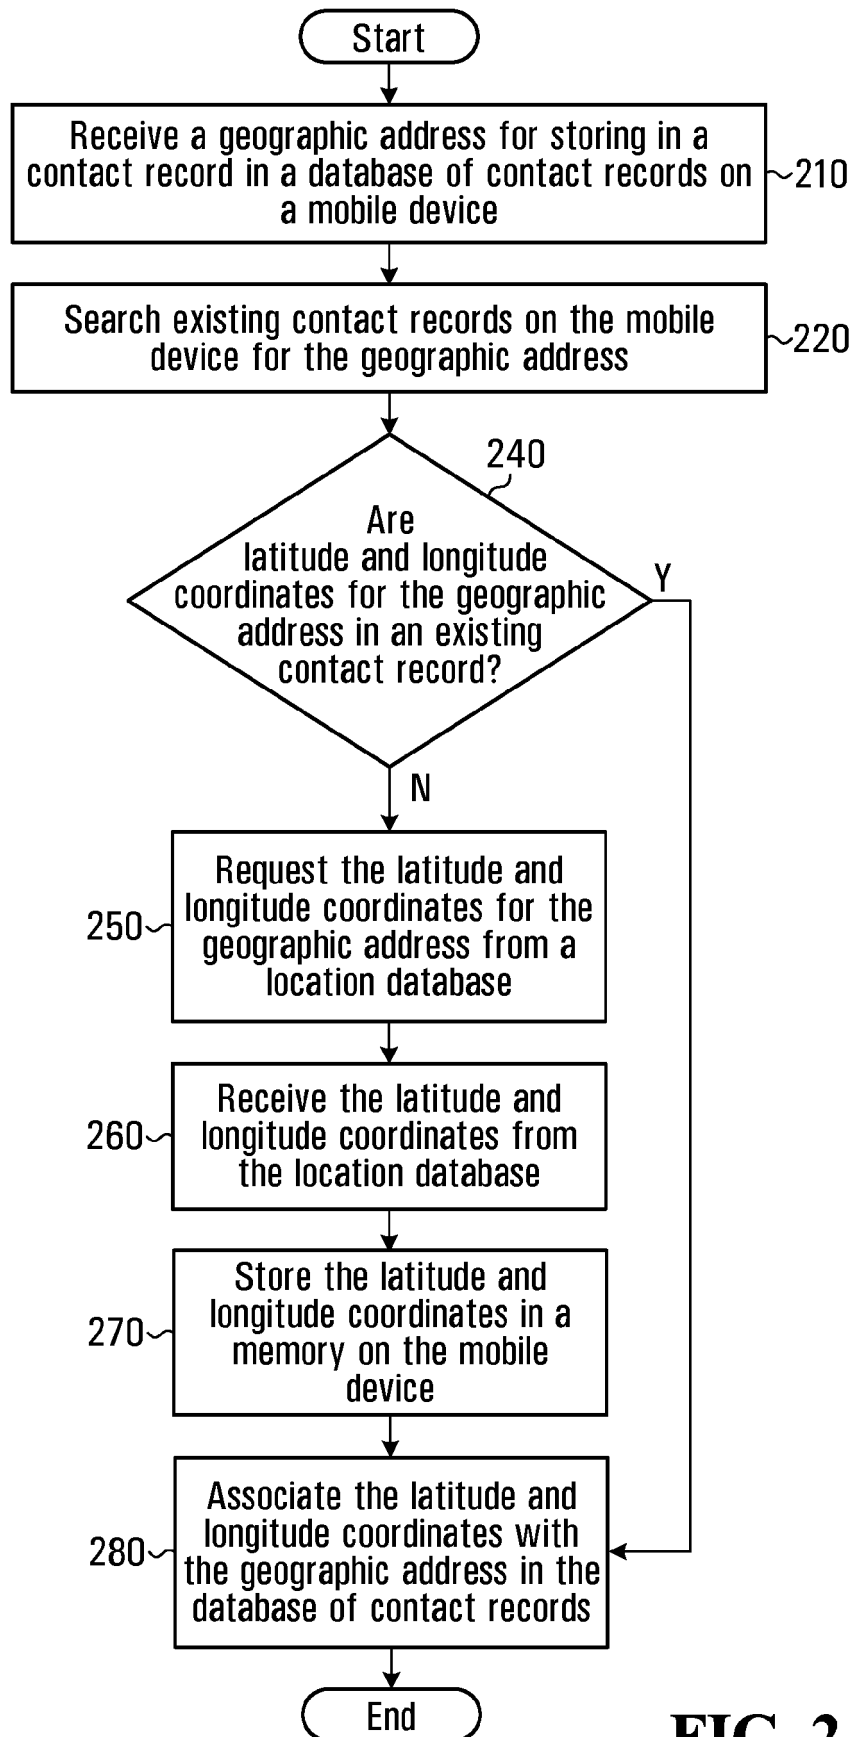 Start
Receive a geographic address for storing in a
contact record in a database of contact records on
a mobile device
210
Search existing contact records on the mobile
device for the geographic address
220
240
Are
latitude and longitude
coordinates for the geographic
address in an existing
contact record?
Y
N
Request the latitude and
longitude coordinates for the
geographic address from a
location database
250
Receive the latitude and
longitude coordinates from
the location database
260
Store the latitude and
longitude coordinates in a
memory on the mobile
device
270
Associate the latitude and
longitude coordinates with
the geographic address in the
database of contact records
280
End
FIG. 2